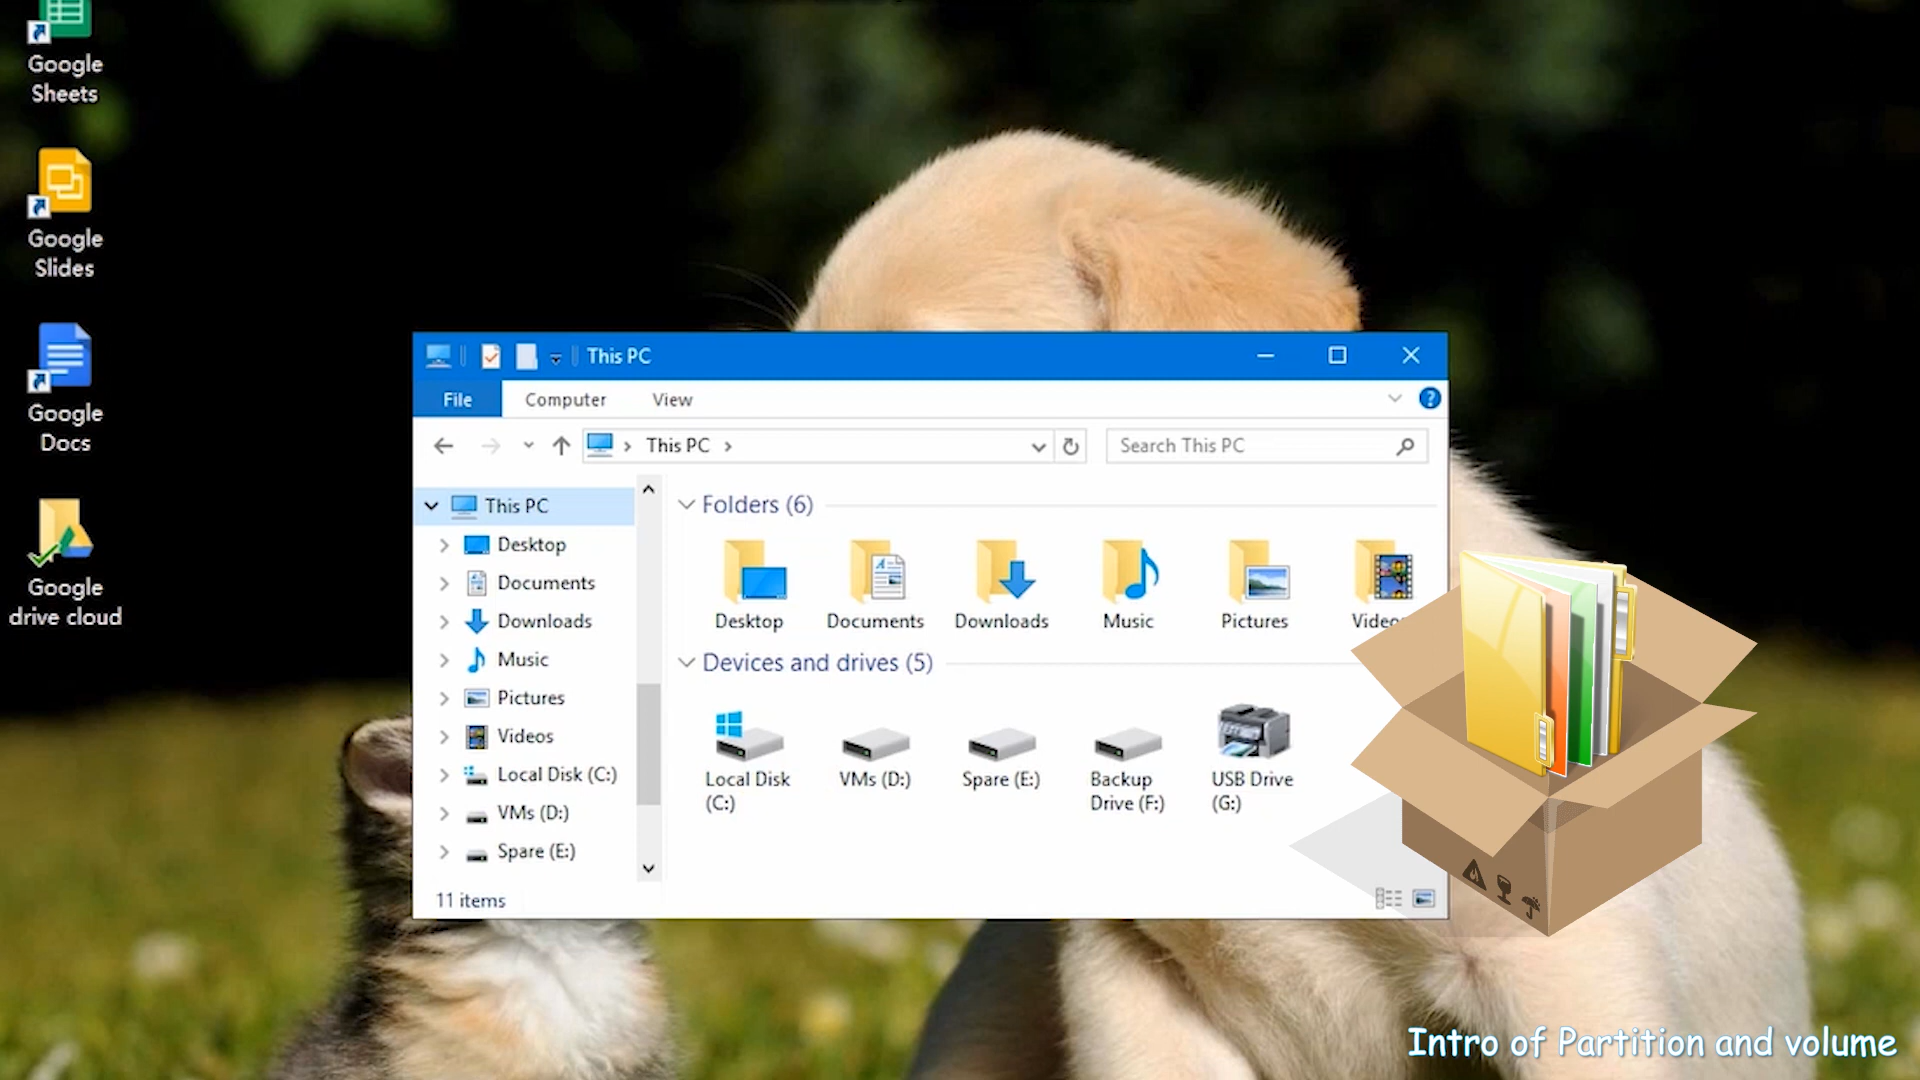 Google
Sheets
Google
Slides
Google
Docs
Google
drive cloud
This PC
File Computer View
This PC
Search This PC
This PC
Desktop
Documents
Downloads
Music
Pictures
Videos
Local Disk (C:)
VMs (D:)
Spare (E:)
11 items
Folders (6)
Desktop Documents Downloads Music Pictures Videos
Devices and drives (5)
Local Disk
(C:)
VMs (D:)
Spare (E:)
Backup
Drive (F:)
USB Drive
(G:)
Intro of Partition and volume